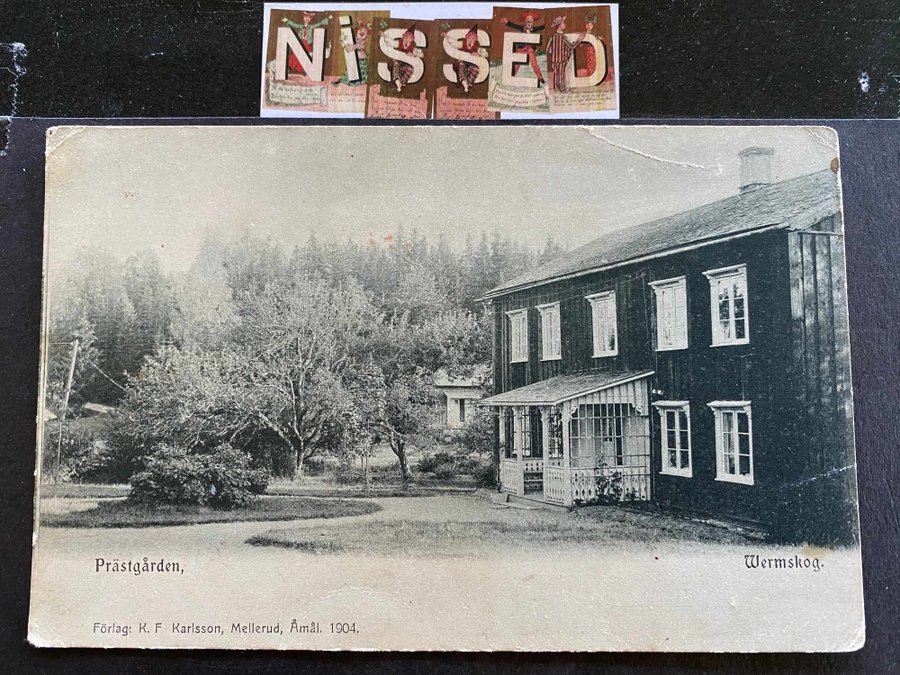 NiSSED
Prästgården,
Wermskog.
Förlag: K. F Karlsson, Mellerud, Åmål. 1904.